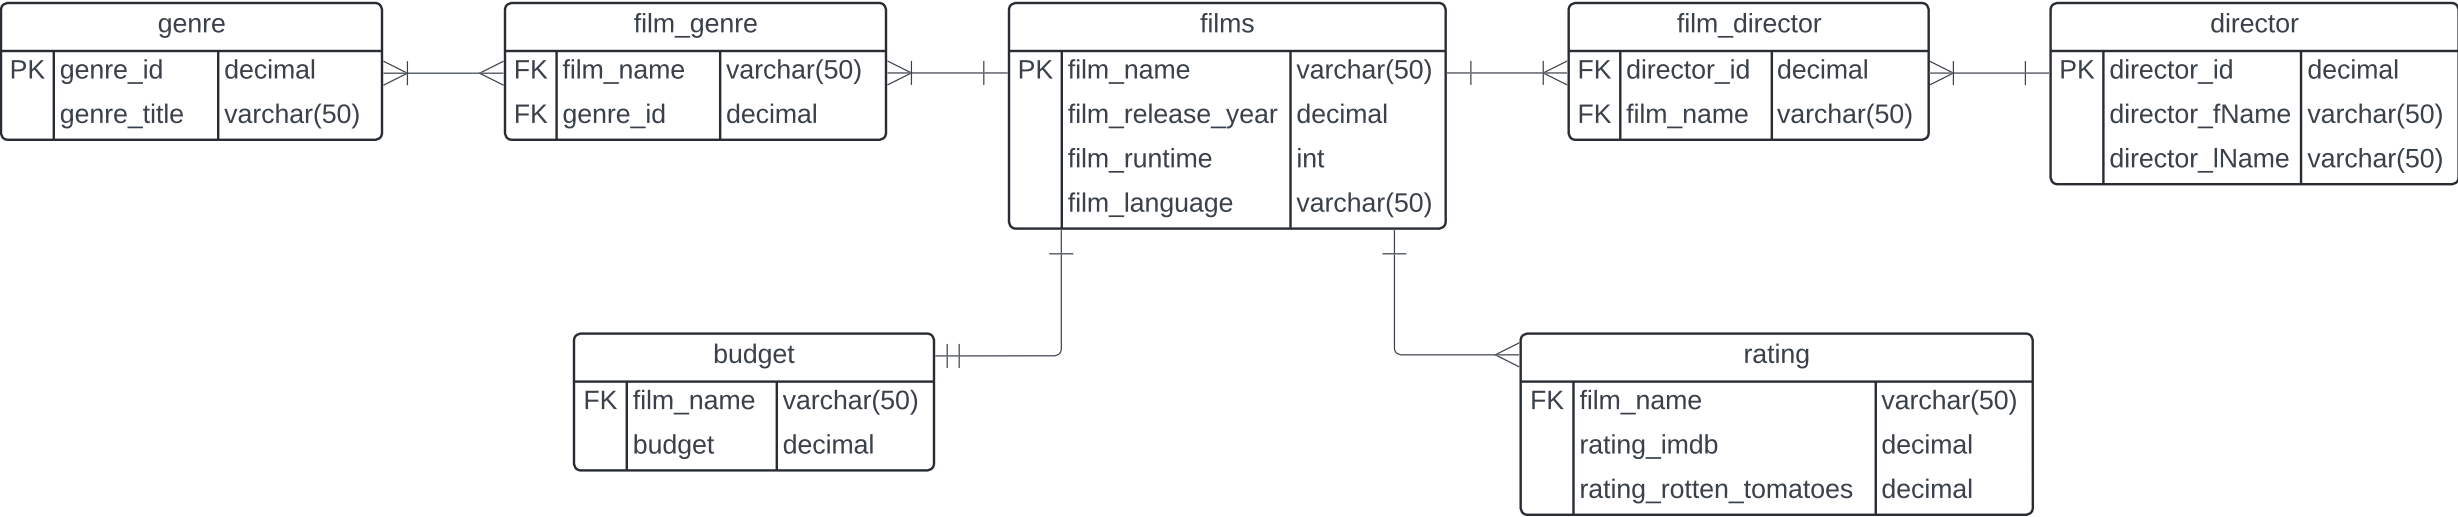 genre
PK genre_id decimal
genre_title varchar(50)
film_genre
FK film_name varchar(50)
FK genre_id decimal
films
PK film_name varchar(50)
film_release_year decimal
film_runtime int
film_language varchar(50)
film_director
FK director_id decimal
FK film_name varchar(50)
director
PK director_id decimal
director_fName varchar(50)
director_lName varchar(50)
budget
FK film_name varchar(50)
budget decimal
rating
FK film_name varchar(50)
rating_imdb decimal
rating_rotten_tomatoes decimal